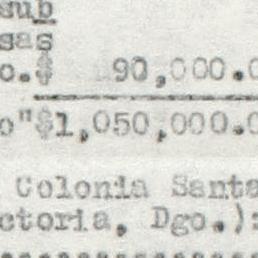 sub
sas
o.$ 90,000.0
o"$1,050,000.0
Colonia Santa
ctoria, Dgo.):